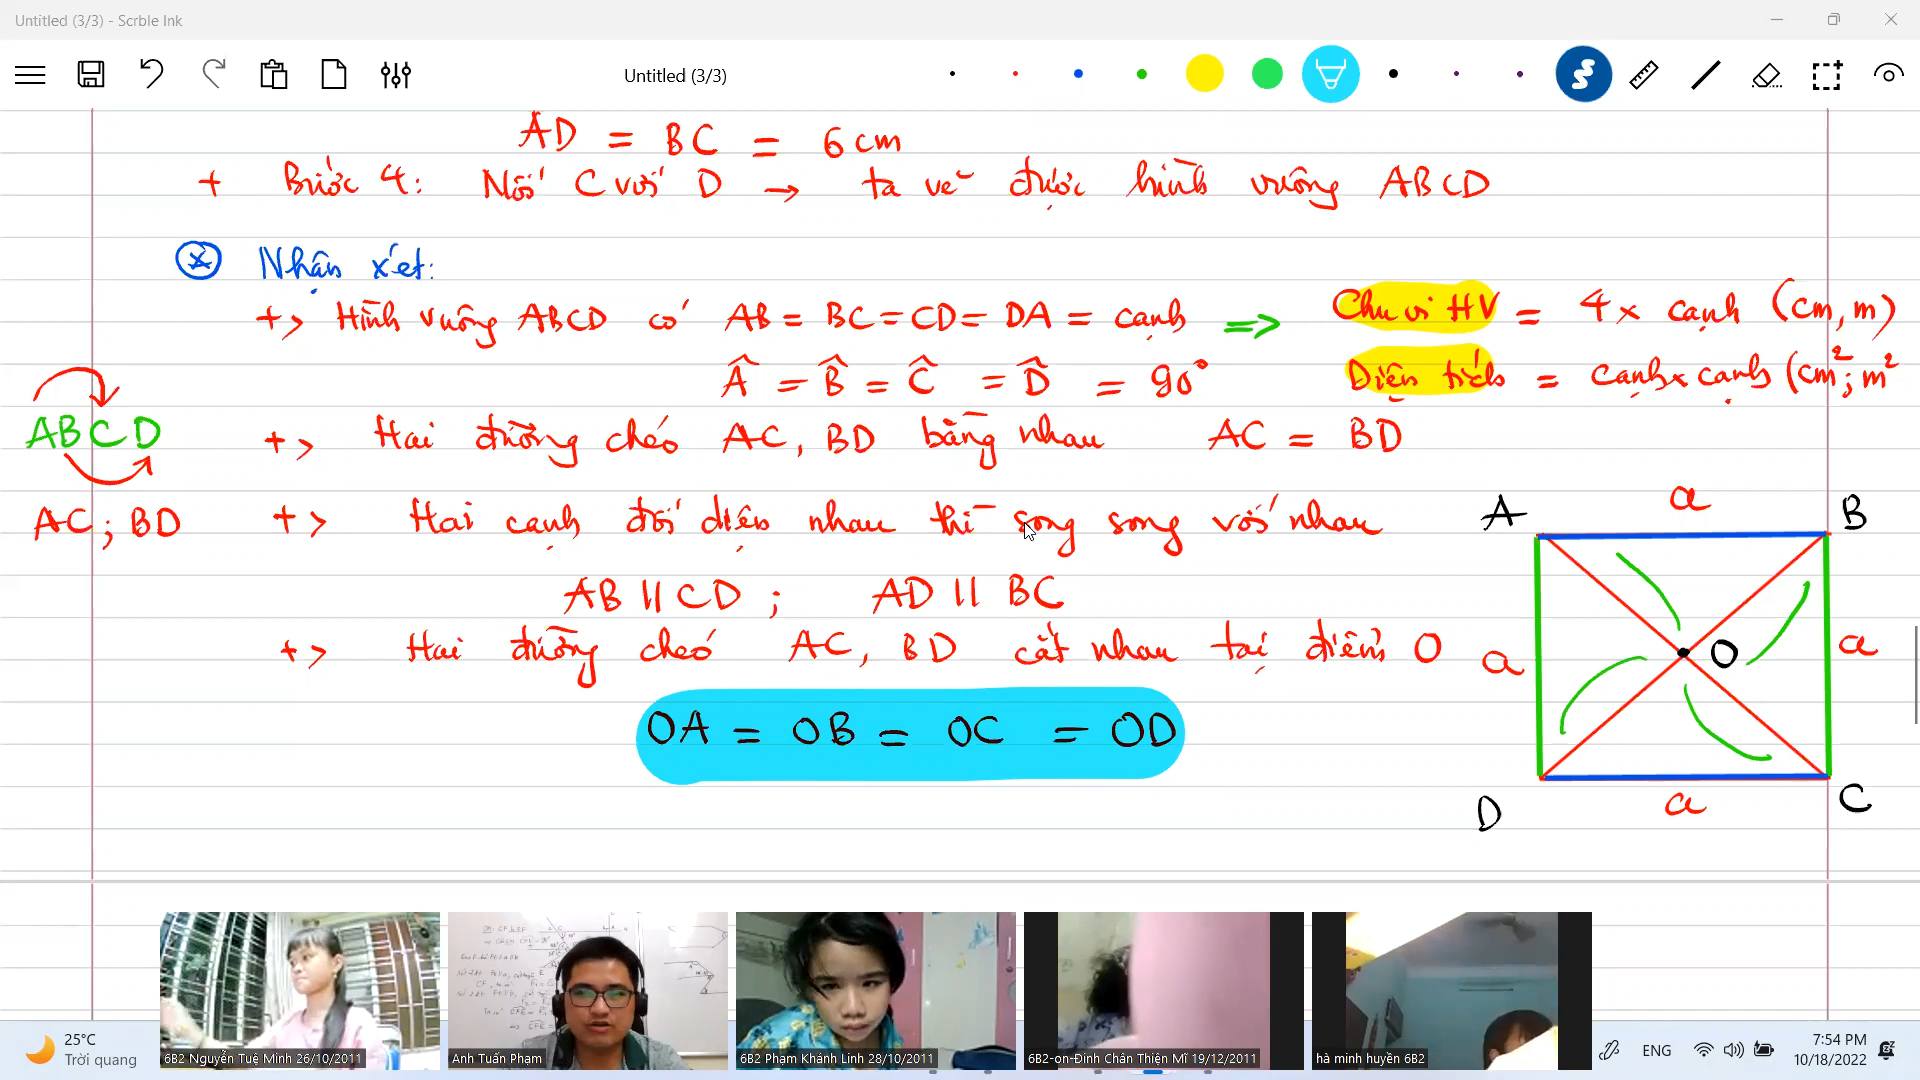 Untitled (3/3) - Scrble Ink
Untitled (3/3)
AD = BC = 6 cm
+ Bước 4: Nối C với D → ta vẽ được hình vuông ABCD
* Nhận xét:
+> Hình vuông ABCD có AB = BC = CD = DA = cạnh => Chu vi HV = 4 x cạnh (cm, m)
Â = B̂ = Ĉ = D̂ = 90° Diện tích = cạnh x cạnh (cm²; m²
ABCD
+> Hai đường chéo AC, BD bằng nhau AC = BD
AC; BD
+> Hai cạnh đối diện nhau thì song song với nhau
AB // CD ; AD // BC
+> Hai đường chéo AC, BD cắt nhau tại điểm O
OA = OB = OC = OD
A a B
a O a
D a C
6B2 Nguyễn Tuệ Minh 26/10/2011
Anh Tuấn Phạm
6B2 Phạm Khánh Linh 28/10/2011
6B2-on-Đinh Chân Thiện Mĩ 19/12/2011
hà minh huyền 6B2
25°C
Trời quang
ENG
7:54 PM
10/18/2022